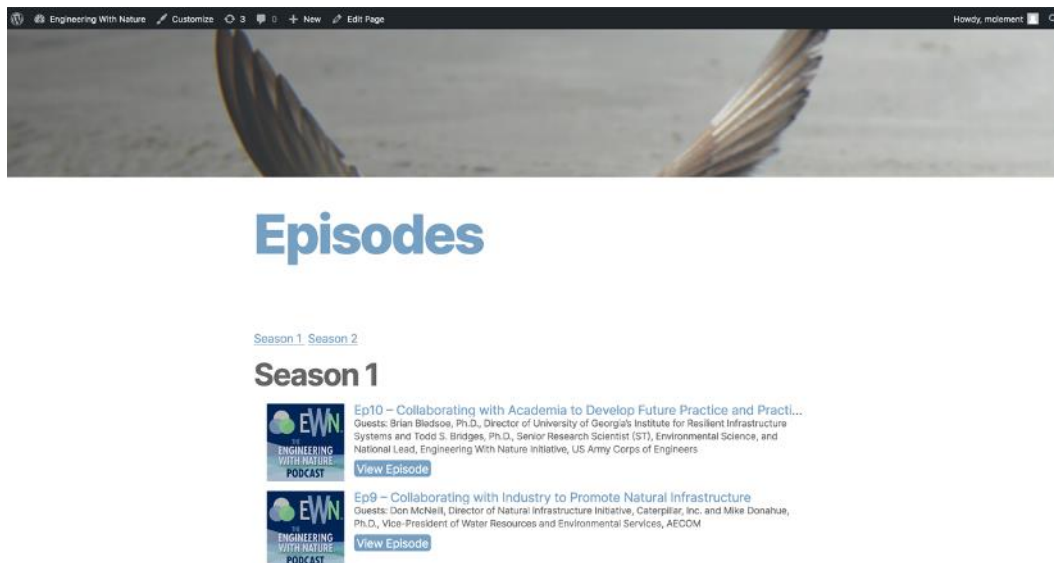 Engineering With Nature Customize 3 0 + New Edit Page Howdy, mclement
Episodes
Season 1 Season 2
Season 1
EWN
THE
ENGINEERING
WITH NATURE
PODCAST
Ep10 – Collaborating with Academia to Develop Future Practice and Practi...
Guests: Brian Bledsoe, Ph.D., Director of University of Georgia's Institute for Resilient Infrastructure
Systems and Todd S. Bridges, Ph.D., Senior Research Scientist (ST), Environmental Science, and
National Lead, Engineering With Nature Initiative, US Army Corps of Engineers
View Episode
EWN
THE
ENGINEERING
WITH NATURE
PODCAST
Ep9 – Collaborating with Industry to Promote Natural Infrastructure
Guests: Don McNeill, Director of Natural Infrastructure Initiative, Caterpillar, Inc. and Mike Donahue,
Ph.D., Vice-President of Water Resources and Environmental Services, AECOM
View Episode